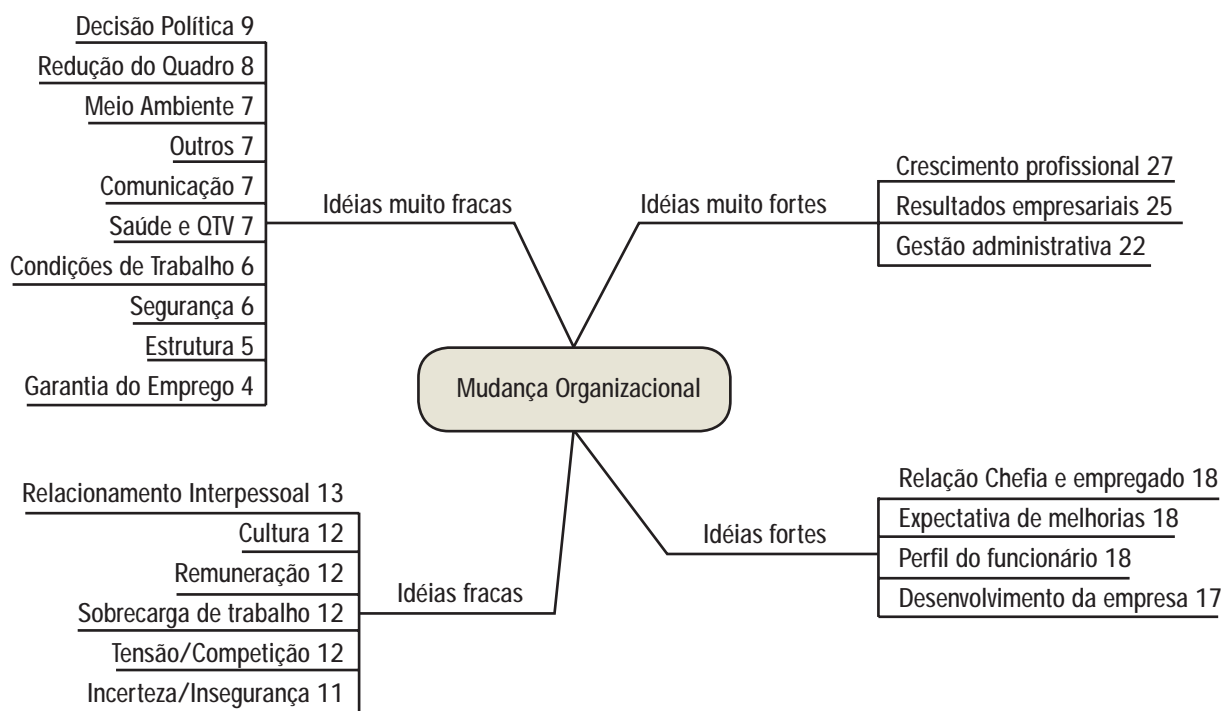 Decisão Política 9
Redução do Quadro 8
Meio Ambiente 7
Outros 7
Comunicação 7
Saúde e QTV 7
Condições de Trabalho 6
Segurança 6
Estrutura 5
Garantia do Emprego 4
Idéias muito fracas
Idéias muito fortes
Crescimento profissional 27
Resultados empresariais 25
Gestão administrativa 22
Mudança Organizacional
Relacionamento Interpessoal 13
Cultura 12
Remuneração 12
Sobrecarga de trabalho 12
Tensão/Competição 12
Incerteza/Insegurança 11
Idéias fracas
Idéias fortes
Relação Chefia e empregado 18
Expectativa de melhorias 18
Perfil do funcionário 18
Desenvolvimento da empresa 17